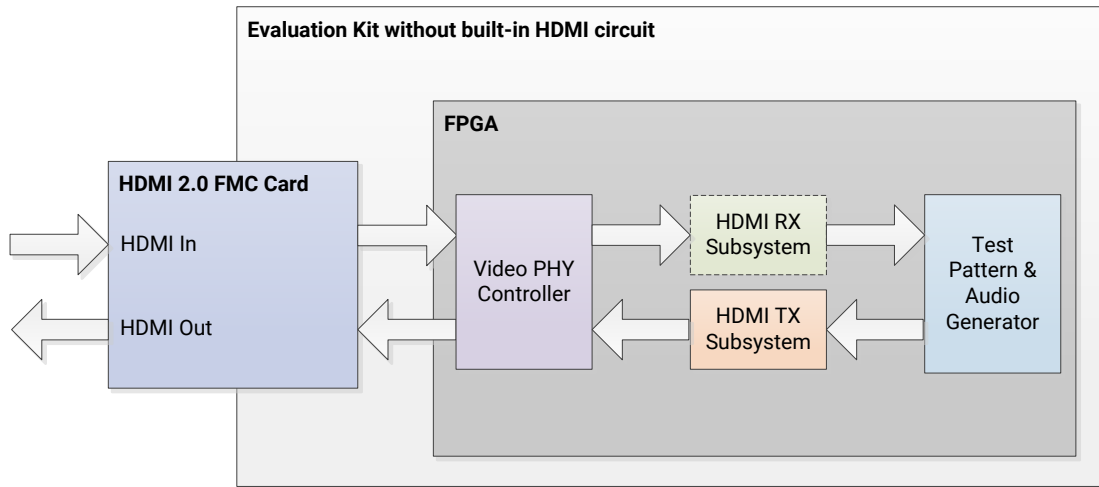 Evaluation Kit without built-in HDMI circuit
FPGA
HDMI 2.0 FMC Card
HDMI In
HDMI Out
Video PHY
Controller
HDMI RX
Subsystem
HDMI TX
Subsystem
Test
Pattern &
Audio
Generator